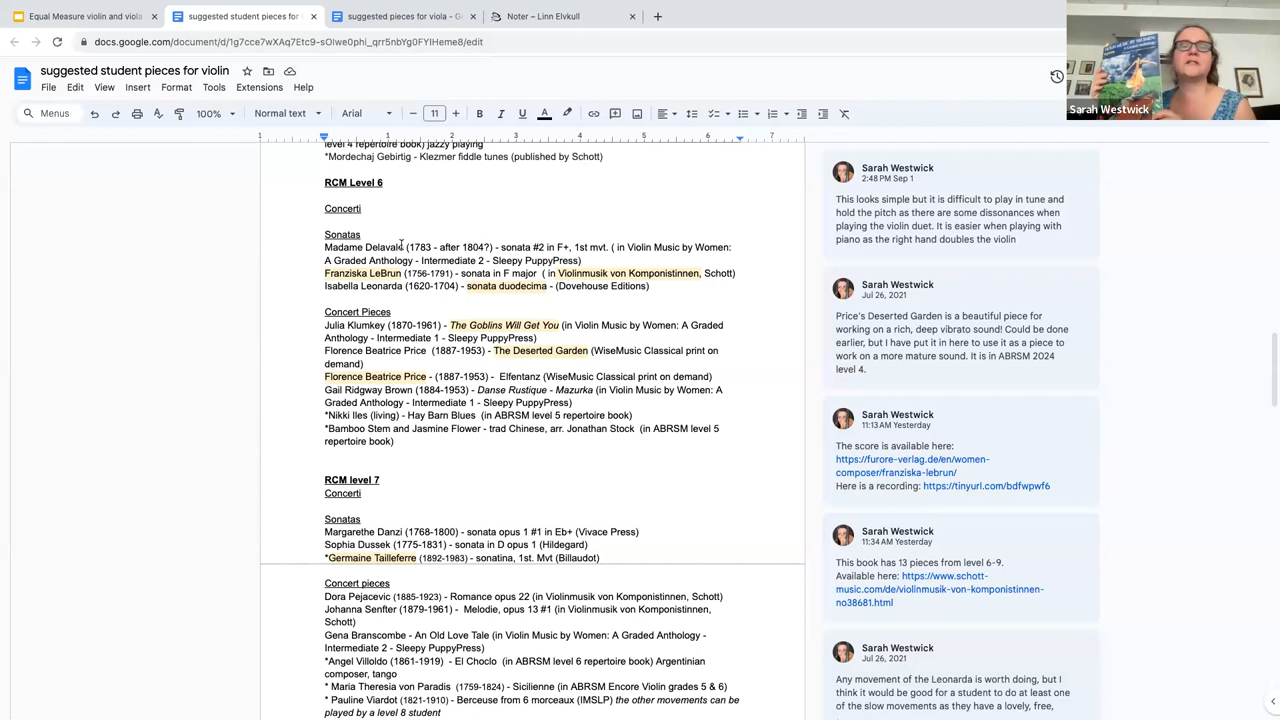 Equal Measure violin and viola
suggested student pieces for
suggested pieces for viola - G
Noter – Linn Elvkull
docs.google.com/document/d/1g7cce7wXAq7Etc9-sOlwe0phi_qrr5nbYg0FYIHeme8/edit
suggested student pieces for violin
File Edit View Insert Format Tools Extensions Help
Menus 100% Normal text Arial 11
1 1 2 3 4 5 6 7
level 4 repertoire book) jazzy playing
*Mordechaj Gebirtig - Klezmer fiddle tunes (published by Schott)
RCM Level 6
Concerti
Sonatas
Madame Delavale (1783 - after 1804?) - sonata #2 in F+, 1st mvt. ( in Violin Music by Women:
A Graded Anthology - Intermediate 2 - Sleepy PuppyPress)
Franziska LeBrun (1756-1791) - sonata in F major ( in Violinmusik von Komponistinnen, Schott)
Isabella Leonarda (1620-1704) - sonata duodecima - (Dovehouse Editions)
Concert Pieces
Julia Klumkey (1870-1961) - The Goblins Will Get You (in Violin Music by Women: A Graded
Anthology - Intermediate 1 - Sleepy PuppyPress)
Florence Beatrice Price (1887-1953) - The Deserted Garden (WiseMusic Classical print on
demand)
Florence Beatrice Price - (1887-1953) - Elfentanz (WiseMusic Classical print on demand)
Gail Ridgway Brown (1884-1953) - Danse Rustique - Mazurka (in Violin Music by Women: A
Graded Anthology - Intermediate 1 - Sleepy PuppyPress)
*Nikki Iles (living) - Hay Barn Blues (in ABRSM level 5 repertoire book)
*Bamboo Stem and Jasmine Flower - trad Chinese, arr. Jonathan Stock (in ABRSM level 5
repertoire book)
RCM level 7
Concerti
Sonatas
Margarethe Danzi (1768-1800) - sonata opus 1 #1 in Eb+ (Vivace Press)
Sophia Dussek (1775-1831) - sonata in D opus 1 (Hildegard)
*Germaine Tailleferre (1892-1983) - sonatina, 1st. Mvt (Billaudot)
Concert pieces
Dora Pejacevic (1885-1923) - Romance opus 22 (in Violinmusik von Komponistinnen, Schott)
Johanna Senfter (1879-1961) - Melodie, opus 13 #1 (in Violinmusik von Komponistinnen,
Schott)
Gena Branscombe - An Old Love Tale (in Violin Music by Women: A Graded Anthology -
Intermediate 2 - Sleepy PuppyPress)
*Angel Villoldo (1861-1919) - El Choclo (in ABRSM level 6 repertoire book) Argentinian
composer, tango
* Maria Theresia von Paradis (1759-1824) - Sicilienne (in ABRSM Encore Violin grades 5 & 6)
* Pauline Viardot (1821-1910) - Berceuse from 6 morceaux (IMSLP) the other movements can be
played by a level 8 student
Sarah Westwick
Sarah Westwick
2:48 PM Sep 1
This looks simple but it is difficult to play in tune and
hold the pitch as there are some dissonances when
playing the violin duet. It is easier when playing with
piano as the right hand doubles the violin
Sarah Westwick
Jul 26, 2021
Price's Deserted Garden is a beautiful piece for
working on a rich, deep vibrato sound! Could be done
earlier, but I have put it in here to use it as a piece to
work on a more mature sound. It is in ABRSM 2024
level 4.
Sarah Westwick
11:13 AM Yesterday
The score is available here:
https://furore-verlag.de/en/women-
composer/franziska-lebrun/
Here is a recording: https://tinyurl.com/bdfwpwf6
Sarah Westwick
11:34 AM Yesterday
This book has 13 pieces from level 6-9.
Available here: https://www.schott-
music.com/de/violinmusik-von-komponistinnen-
no38681.html
Sarah Westwick
Jul 26, 2021
Any movement of the Leonarda is worth doing, but I
think it would be good for a student to do at least one
of the slow movements as they have a lovely, free,